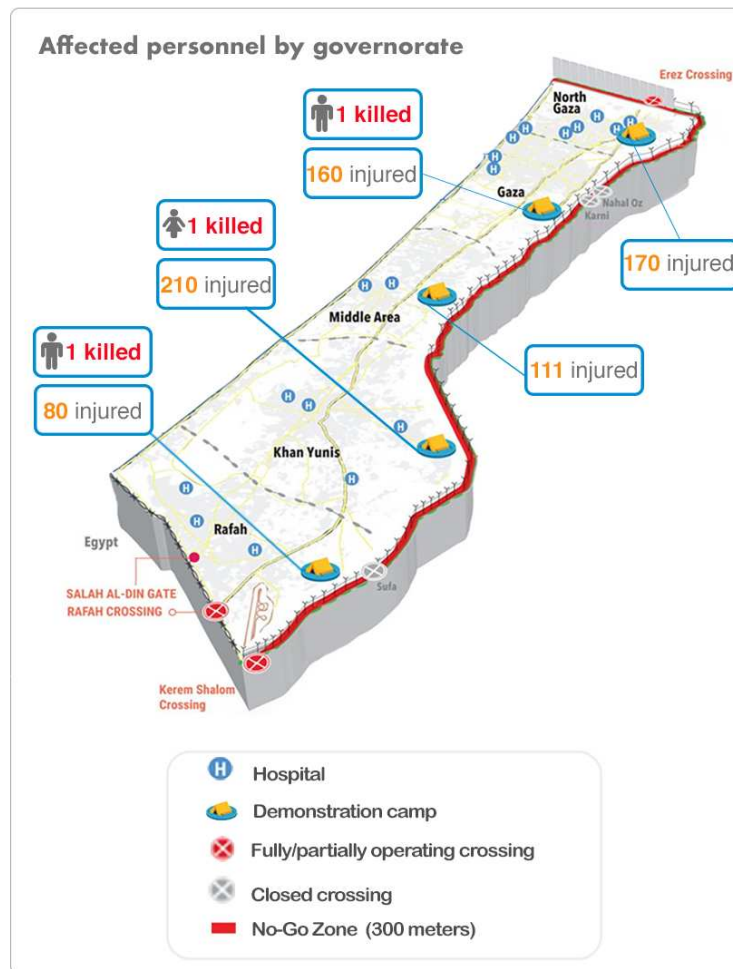 Affected personnel by governorate
Erez Crossing
North
Gaza
1 killed
160 injured
Gaza
Nahal Oz
Karni
1 killed
210 injured
170 injured
Middle Area
1 killed
111 injured
80 injured
Khan Yunis
Rafah
Egypt
Sufa
SALAH AL-DIN GATE
RAFAH CROSSING
Kerem Shalom
Crossing
H Hospital
Demonstration camp
Fully/partially operating crossing
Closed crossing
No-Go Zone (300 meters)